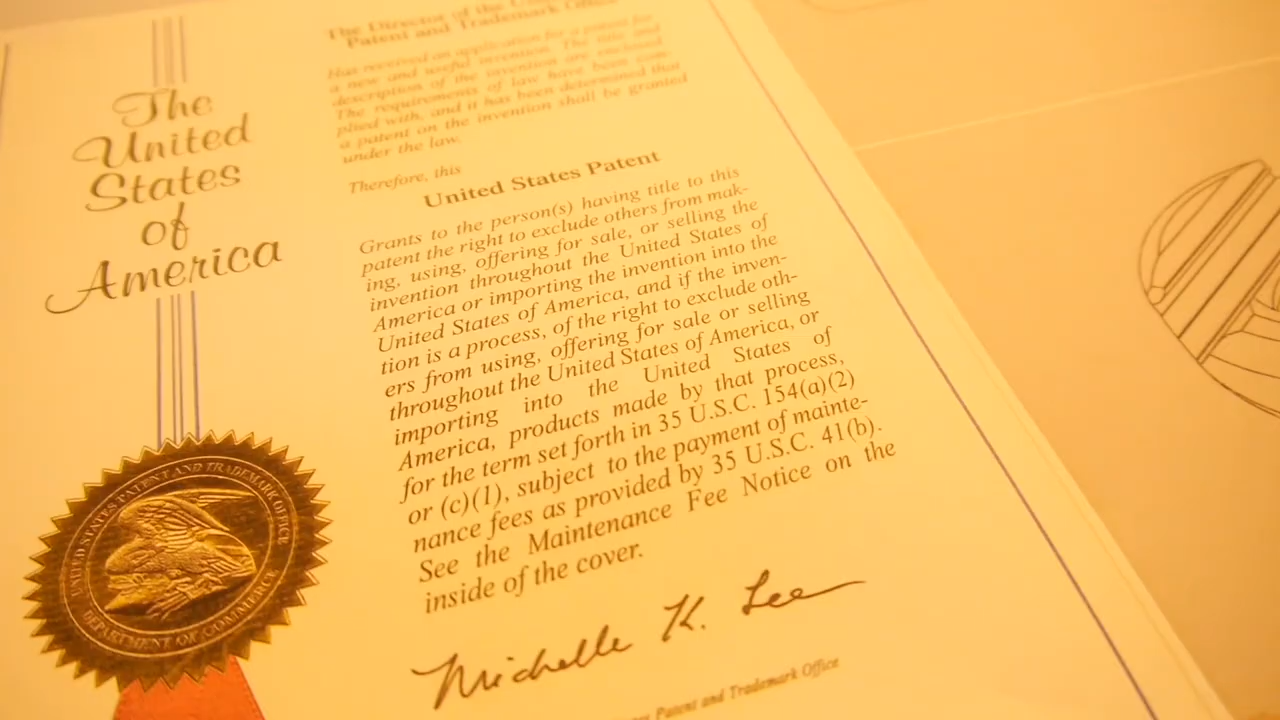 The
United
States
of
America
The Director of the
Patent and Trademark Office
Has received an application for a patent for
a new and useful invention. The title and
description of the invention are enclosed.
The requirements of law have been com-
plied with, and it has been determined that
a patent on the invention shall be granted
under the law.
Therefore, this
United States Patent
Grants to the person(s) having title to this
patent the right to exclude others from mak-
ing, using, offering for sale, or selling the
invention throughout the United States of
America or importing the invention into the
United States of America, and if the inven-
tion is a process, of the right to exclude oth-
ers from using, offering for sale or selling
throughout the United States of America, or
importing into the United States of
America, products made by that process,
for the term set forth in 35 U.S.C. 154(a)(2)
or (c)(1), subject to the payment of mainte-
nance fees as provided by 35 U.S.C. 41(b).
See the Maintenance Fee Notice on the
inside of the cover.
Michelle K. Lee
Patent and Trademark Office
UNITED STATES PATENT AND TRADEMARK OFFICE
DEPARTMENT OF COMMERCE